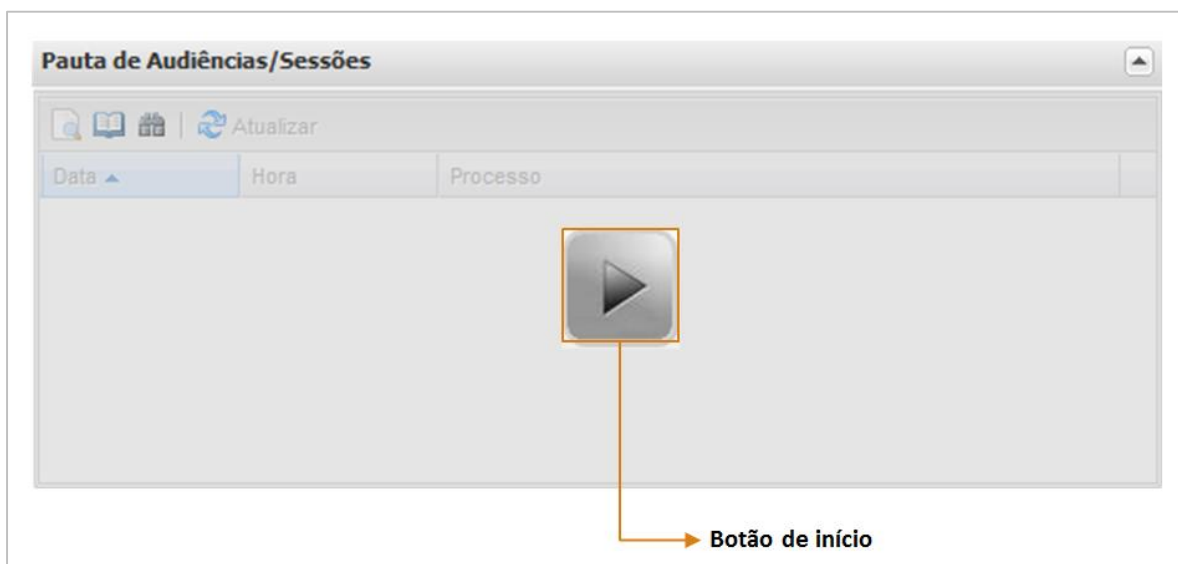 Pauta de Audiências/Sessões
Atualizar
Data Hora Processo
Botão de início